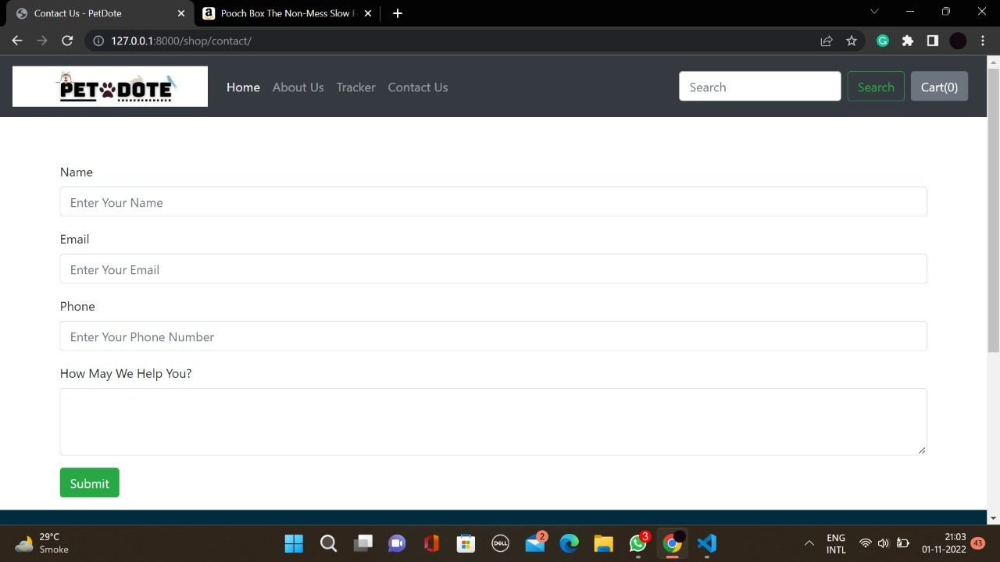 Contact Us - PetDote
Pooch Box The Non-Mess Slow F
127.0.0.1:8000/shop/contact/
PET DOTE
Home
About Us
Tracker
Contact Us
Search
Search
Cart(0)
Name
Enter Your Name
Email
Enter Your Email
Phone
Enter Your Phone Number
How May We Help You?
Submit
29°C
Smoke
DELL
2
3
ENG
INTL
21:03
01-11-2022
43